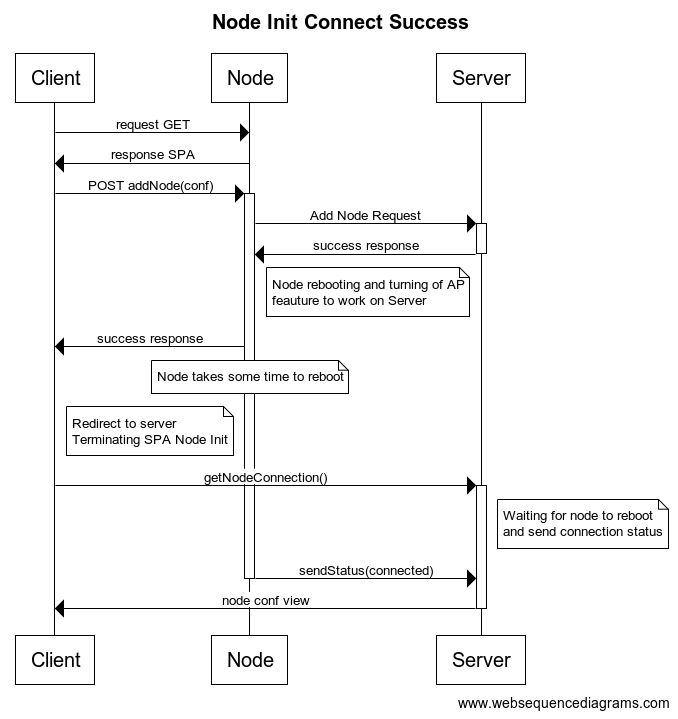 Node Init Connect Success
Client
Node
Server
request GET
response SPA
POST addNode(conf)
Add Node Request
success response
Node rebooting and turning of AP
feauture to work on Server
success response
Node takes some time to reboot
Redirect to server
Terminating SPA Node Init
getNodeConnection()
Waiting for node to reboot
and send connection status
sendStatus(connected)
node conf view
Client
Node
Server
www.websequencediagrams.com